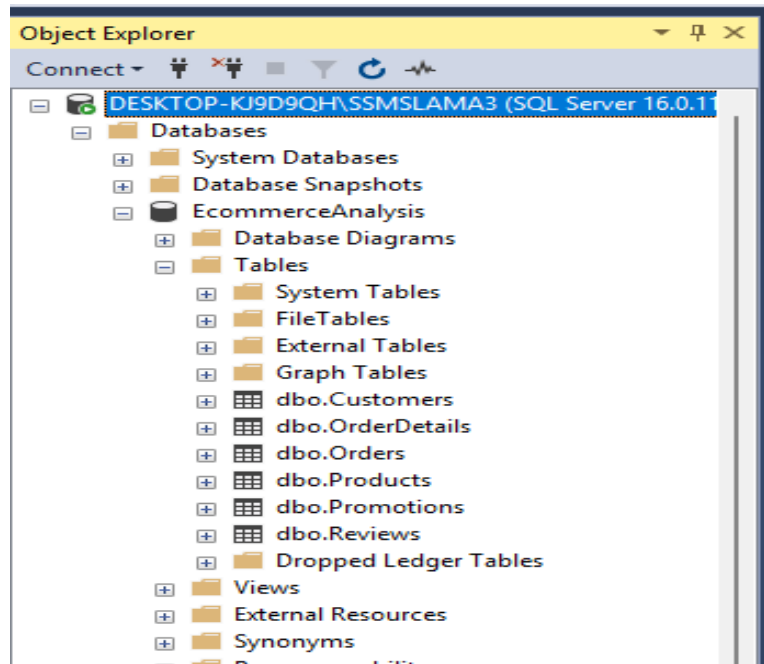 Object Explorer
Connect
DESKTOP-KJ9D9QH\SSMSLAMA3 (SQL Server 16.0.11
Databases
System Databases
Database Snapshots
EcommerceAnalysis
Database Diagrams
Tables
System Tables
FileTables
External Tables
Graph Tables
dbo.Customers
dbo.OrderDetails
dbo.Orders
dbo.Products
dbo.Promotions
dbo.Reviews
Dropped Ledger Tables
Views
External Resources
Synonyms